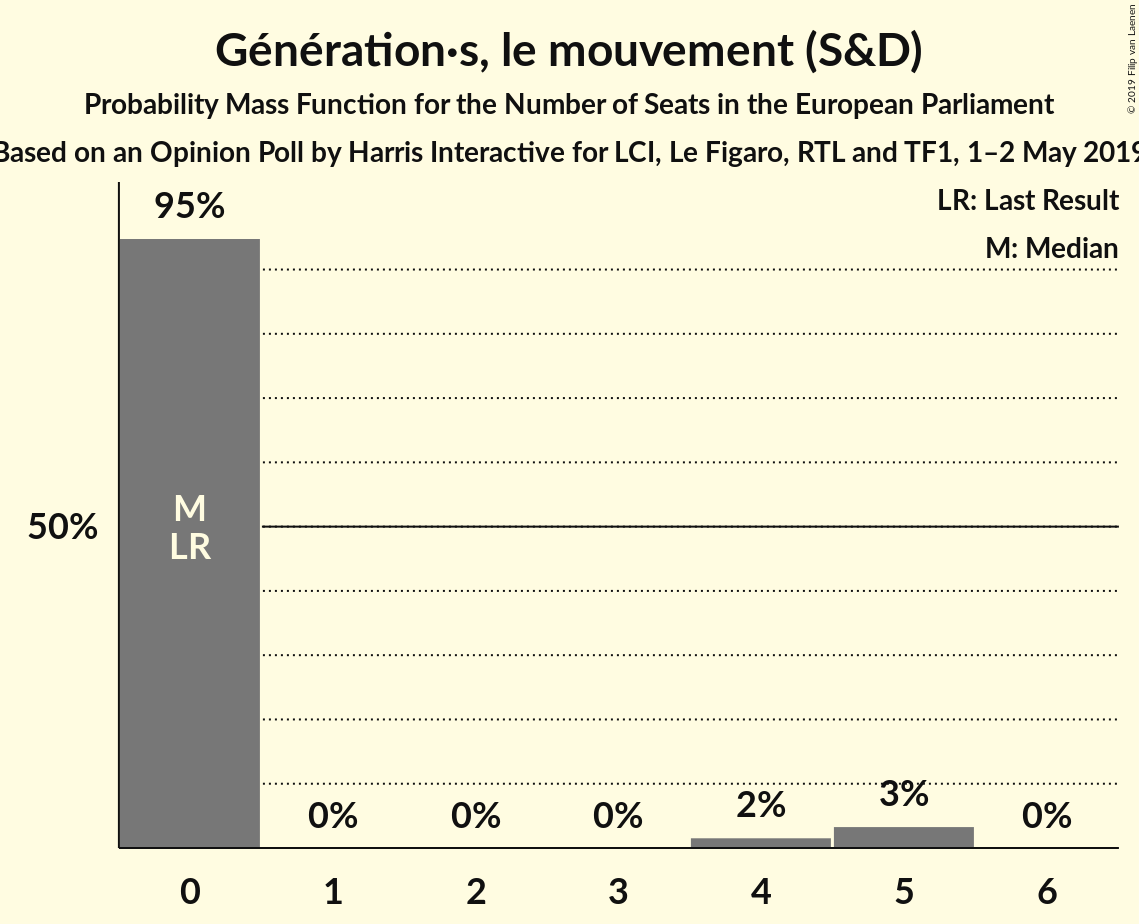 Génération·s, le mouvement (S&D)
Probability Mass Function for the Number of Seats in the European Parliament
Based on an Opinion Poll by Harris Interactive for LCI, Le Figaro, RTL and TF1, 1–2 May 2019
© 2019 Filip van Laenen
LR: Last Result
M: Median
95%
50%
M
LR
0% 0% 0% 2% 3% 0%
0 1 2 3 4 5 6